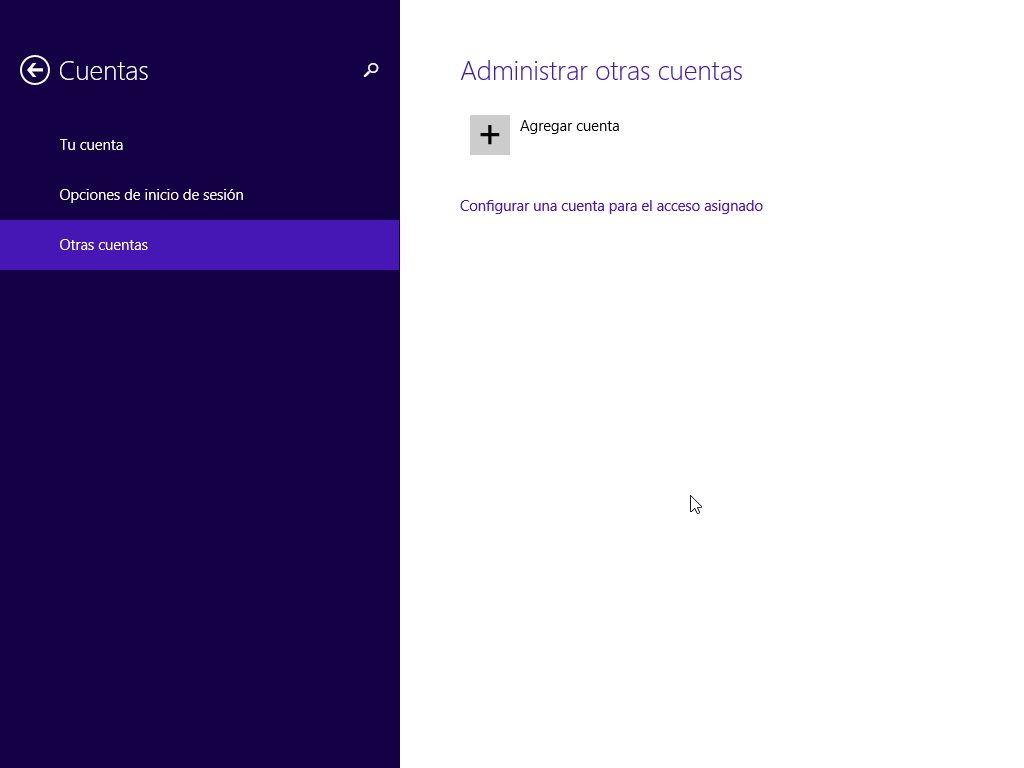 Cuentas
Tu cuenta
Opciones de inicio de sesión
Otras cuentas
Administrar otras cuentas
Agregar cuenta
Configurar una cuenta para el acceso asignado